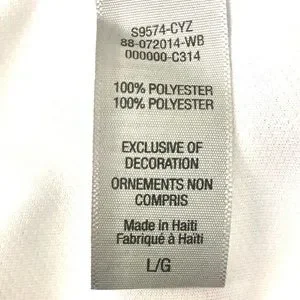 S9574-CYZ
88-072014-WB
000000-C314
100% POLYESTER
100% POLYESTER
EXCLUSIVE OF
DECORATION
ORNEMENTS NON
COMPRIS
Made in Haiti
Fabriqué à Haïti
L/G